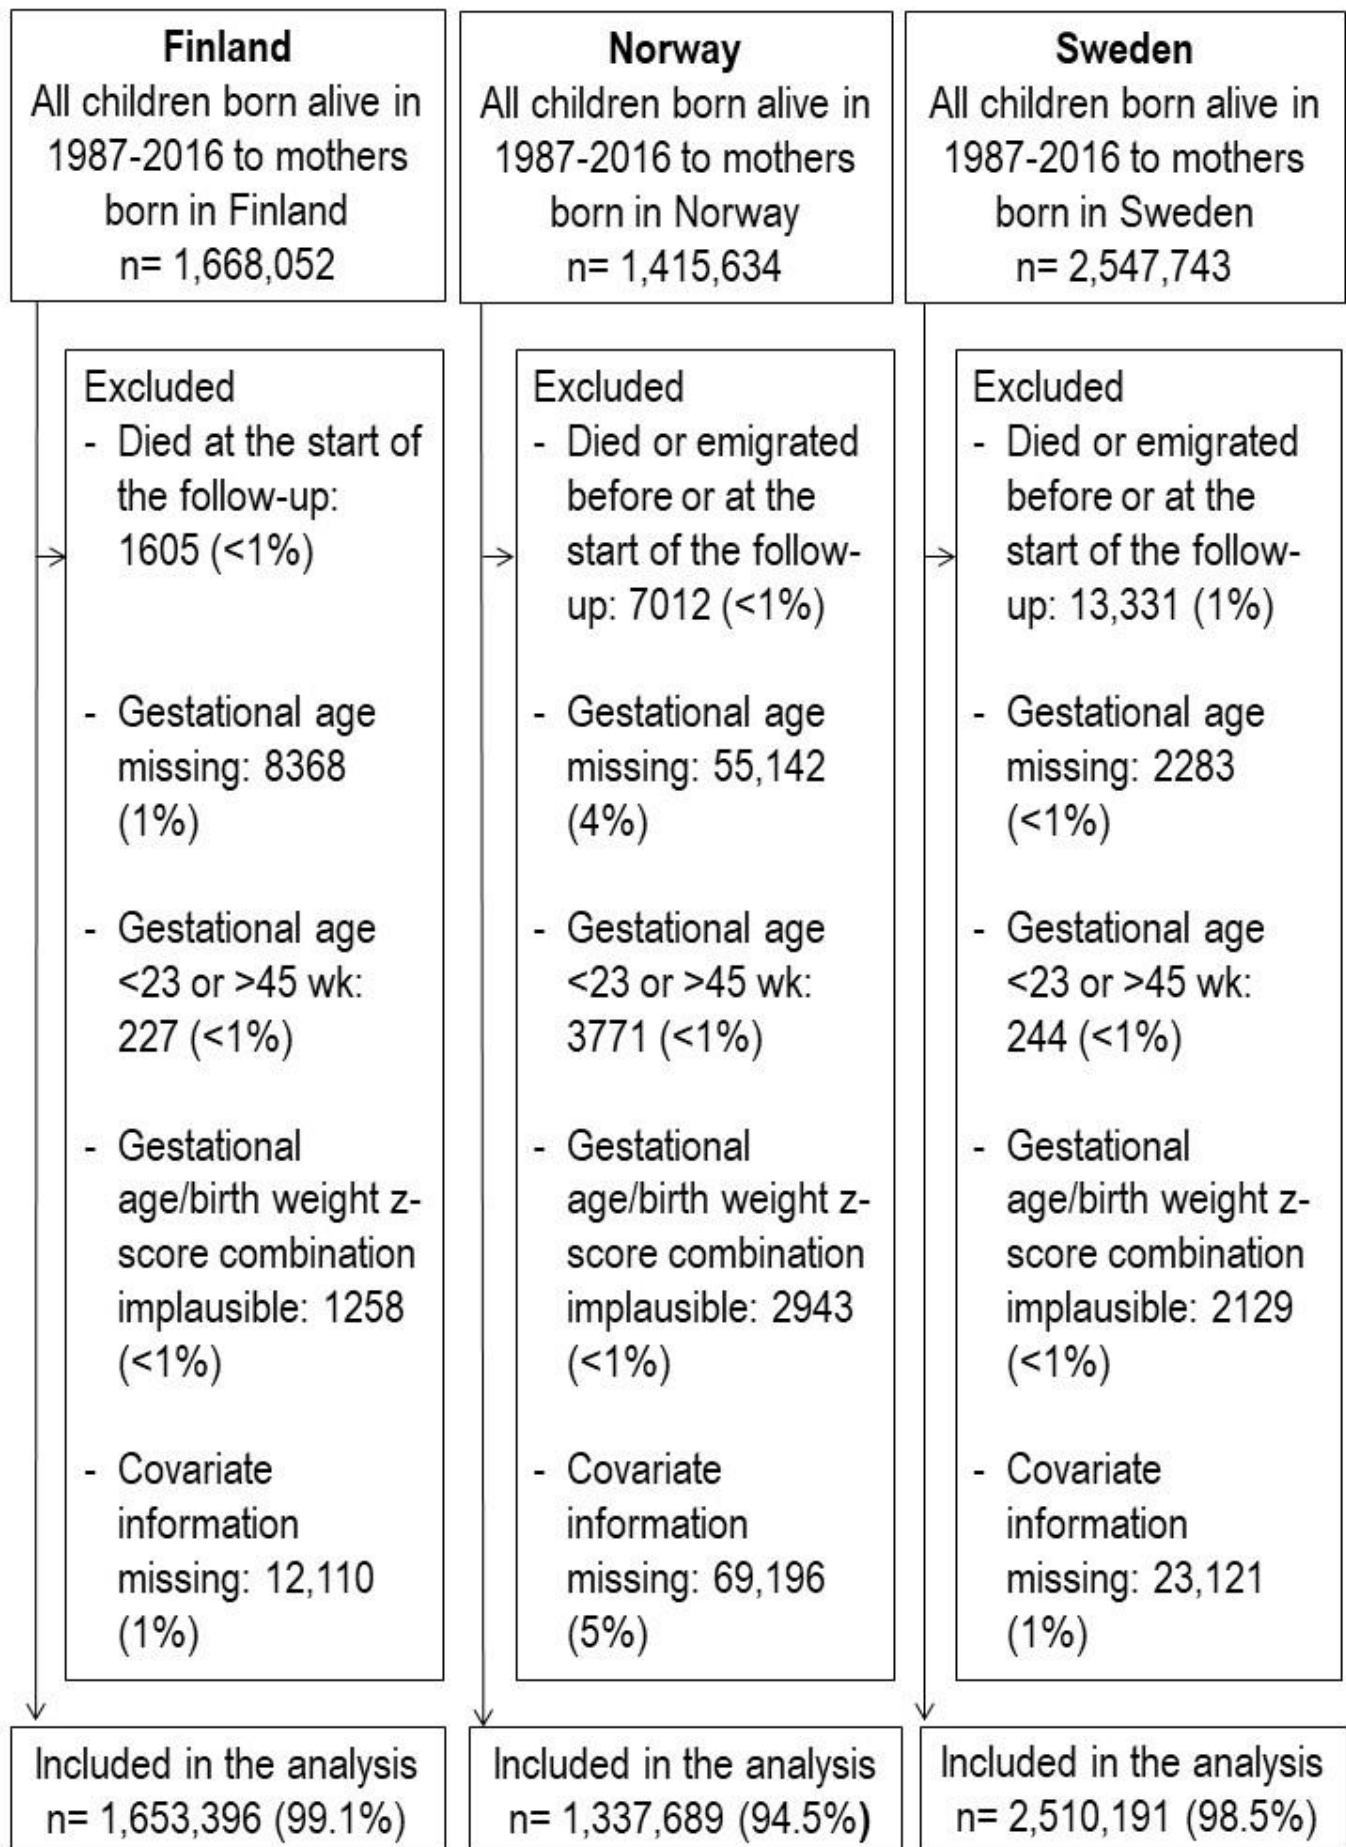 Finland
All children born alive in
1987-2016 to mothers
born in Finland
n= 1,668,052
Norway
All children born alive in
1987-2016 to mothers
born in Norway
n= 1,415,634
Sweden
All children born alive in
1987-2016 to mothers
born in Sweden
n= 2,547,743
Excluded
- Died at the start of
the follow-up:
1605 (<1%)
- Gestational age
missing: 8368
(1%)
- Gestational age
<23 or >45 wk:
227 (<1%)
- Gestational
age/birth weight z-
score combination
implausible: 1258
(<1%)
- Covariate
information
missing: 12,110
(1%)
Excluded
- Died or emigrated
before or at the
start of the follow-
up: 7012 (<1%)
- Gestational age
missing: 55,142
(4%)
- Gestational age
<23 or >45 wk:
3771 (<1%)
- Gestational
age/birth weight z-
score combination
implausible: 2943
(<1%)
- Covariate
information
missing: 69,196
(5%)
Excluded
- Died or emigrated
before or at the
start of the follow-
up: 13,331 (1%)
- Gestational age
missing: 2283
(<1%)
- Gestational age
<23 or >45 wk:
244 (<1%)
- Gestational
age/birth weight z-
score combination
implausible: 2129
(<1%)
- Covariate
information
missing: 23,121
(1%)
Included in the analysis
n= 1,653,396 (99.1%)
Included in the analysis
n= 1,337,689 (94.5%)
Included in the analysis
n= 2,510,191 (98.5%)